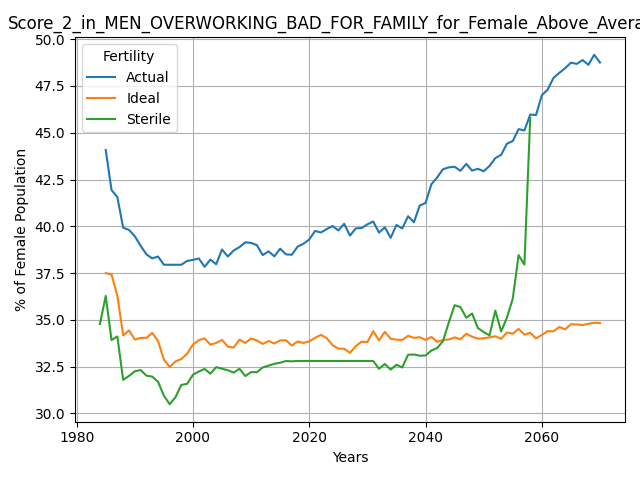 Score_2_in_MEN_OVERWORKING_BAD_FOR_FAMILY_for_Female_Above_Avera
50.0
47.5
45.0
42.5
40.0
37.5
35.0
32.5
30.0
% of Female Population
Fertility
Actual
Ideal
Sterile
1980 2000 2020 2040 2060
Years